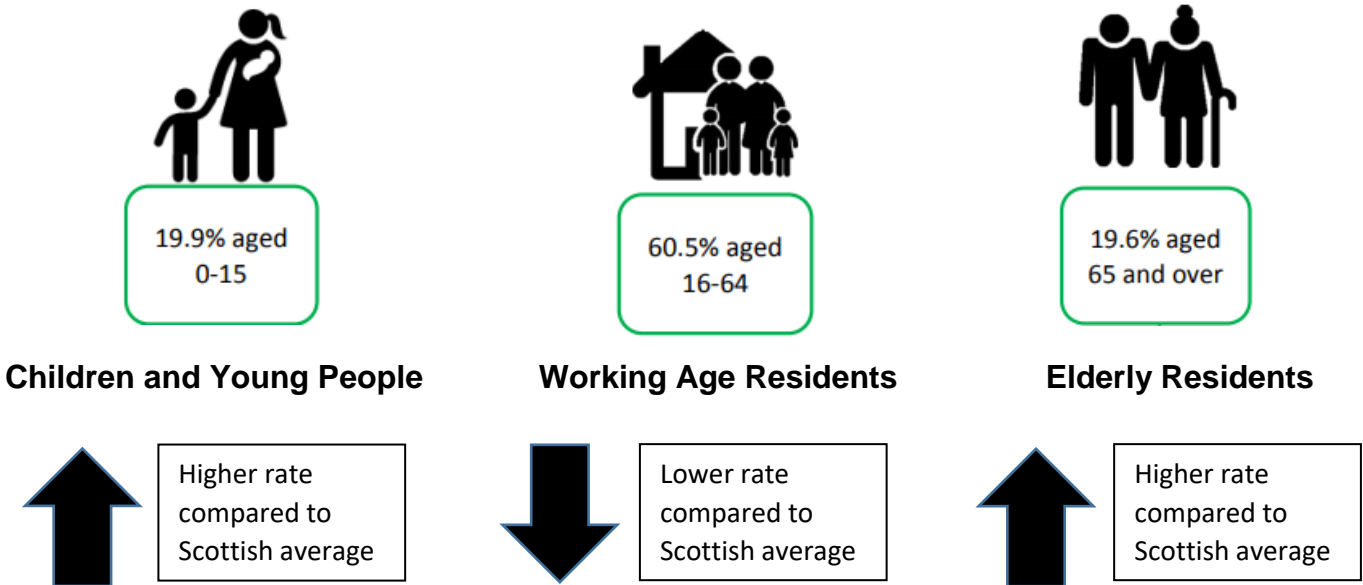 19.9% aged
0-15
60.5% aged
16-64
19.6% aged
65 and over
Children and Young People
Working Age Residents
Elderly Residents
Higher rate
compared to
Scottish average
Lower rate
compared to
Scottish average
Higher rate
compared to
Scottish average